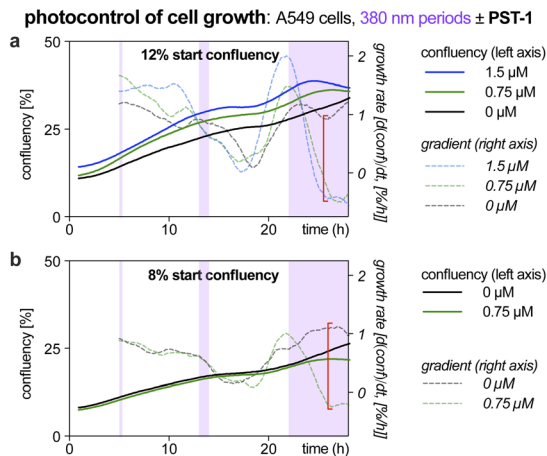 photocontrol of cell growth: A549 cells, 380 nm periods ± PST-1
a
12% start confluency
50
25
0
confluency [%]
0
10
20
time (h)
2
1
0
growth rate [d(conf)/dt, [%/h]]
confluency (left axis)
1.5 µM
0.75 µM
0 µM
gradient (right axis)
1.5 µM
0.75 µM
0 µM
b
8% start confluency
50
25
0
confluency [%]
0
10
20
time (h)
2
1
0
growth rate [d(conf)/dt, [%/h]]
confluency (left axis)
0 µM
0.75 µM
gradient (right axis)
0 µM
0.75 µM